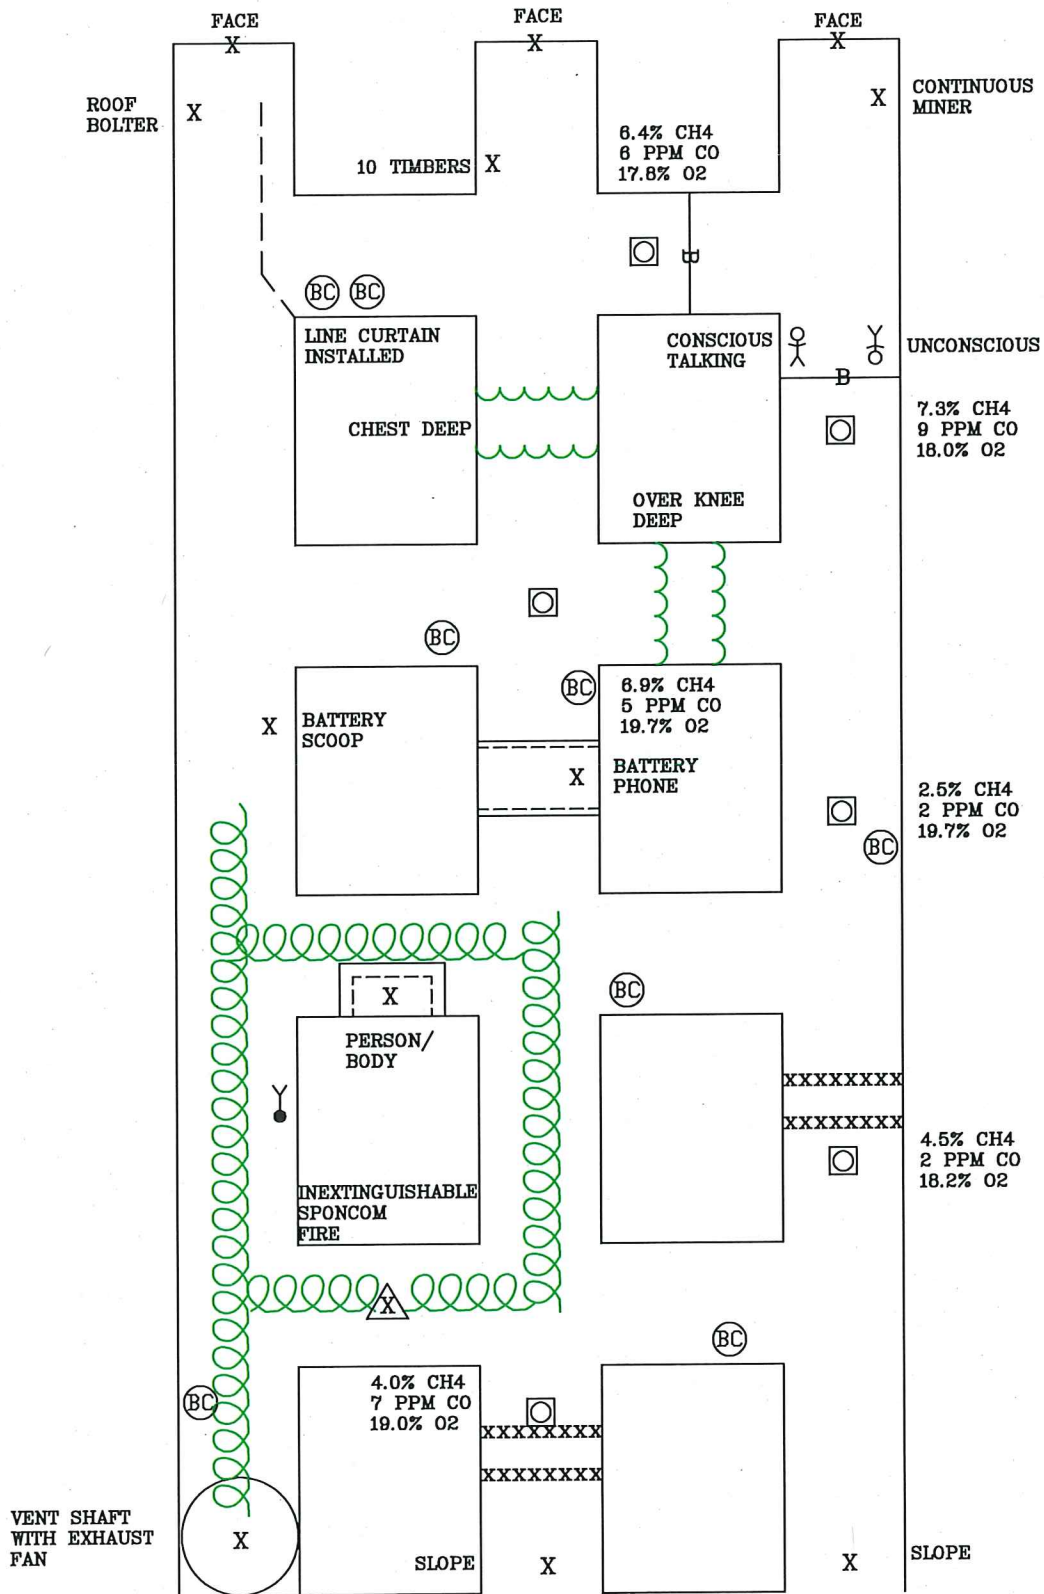 FACE
FACE
FACE
X
X
X
ROOF
BOLTER
X
X
CONTINUOUS
MINER
10 TIMBERS
X
6.4% CH4
6 PPM CO
17.8% O2
B
BC
BC
LINE CURTAIN
INSTALLED
CONSCIOUS
TALKING
UNCONSCIOUS
B
CHEST DEEP
7.3% CH4
9 PPM CO
18.0% O2
OVER KNEE
DEEP
BC
BC
6.9% CH4
5 PPM CO
19.7% O2
X
BATTERY
SCOOP
X
BATTERY
PHONE
2.5% CH4
2 PPM CO
19.7% O2
BC
X
BC
PERSON/
BODY
XXXXXXXX
XXXXXXXX
4.5% CH4
2 PPM CO
18.2% O2
INEXTINGUISHABLE
SPONCOM
FIRE
X
BC
4.0% CH4
7 PPM CO
19.0% O2
BC
XXXXXXXX
XXXXXXXX
VENT SHAFT
WITH EXHAUST
FAN
X
SLOPE
X
X
SLOPE